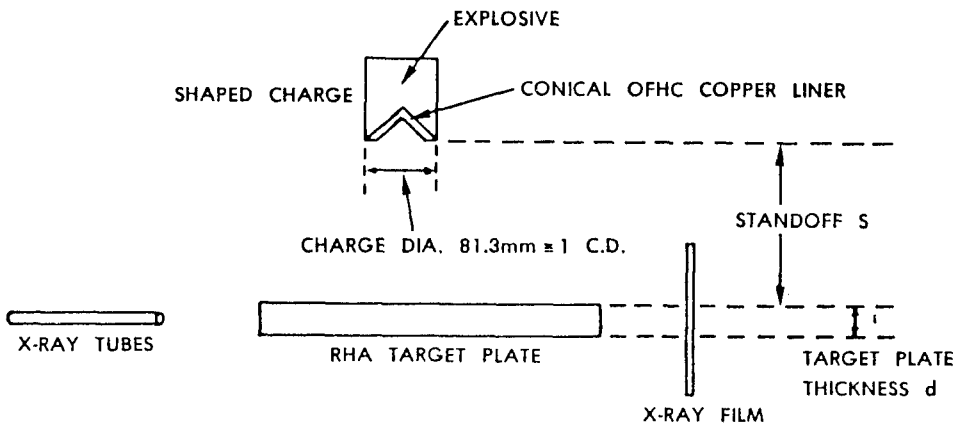 EXPLOSIVE
SHAPED CHARGE
CONICAL OFHC COPPER LINER
STANDOFF S
CHARGE DIA. 81.3mm ≡ 1 C.D.
X-RAY TUBES
RHA TARGET PLATE
TARGET PLATE
THICKNESS d
X-RAY FILM